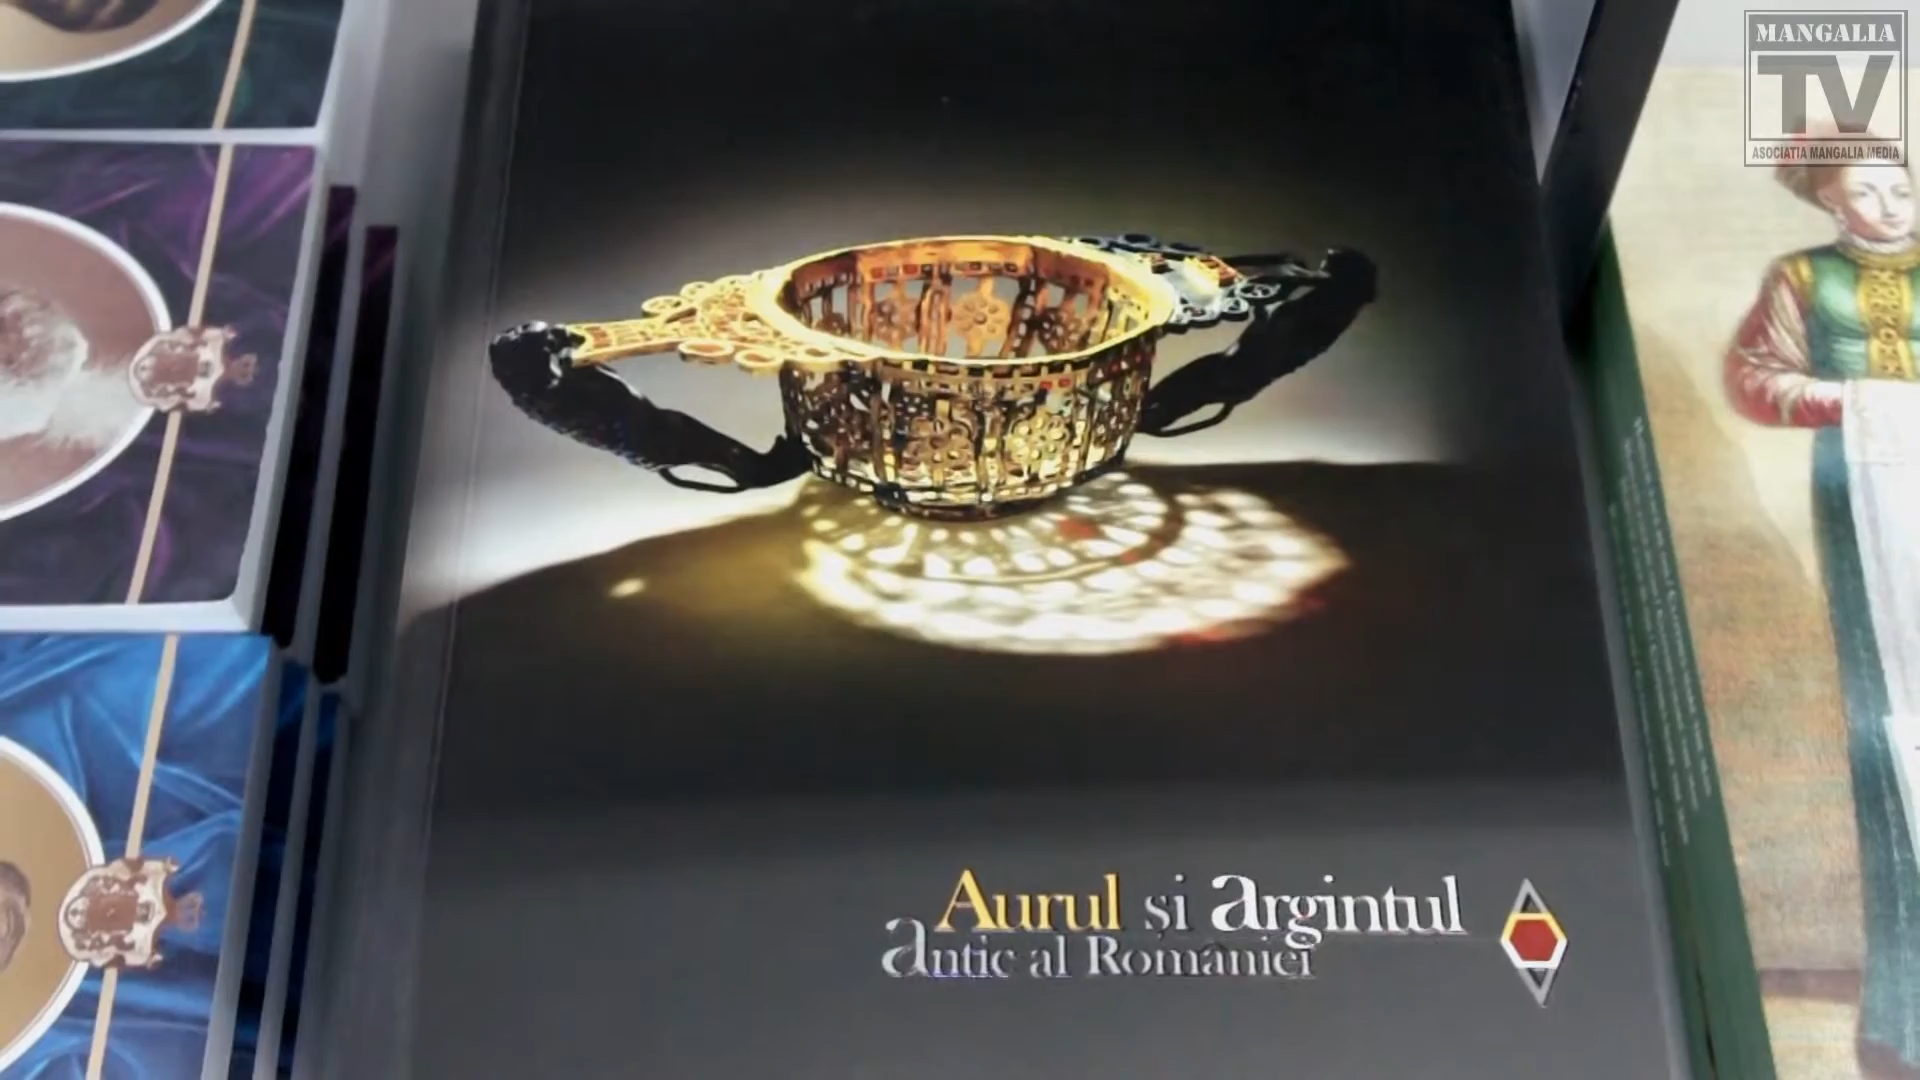 MANGALIA
TV
ASOCIATIA MANGALIA MEDIA
Aurul și argintul
antic al României